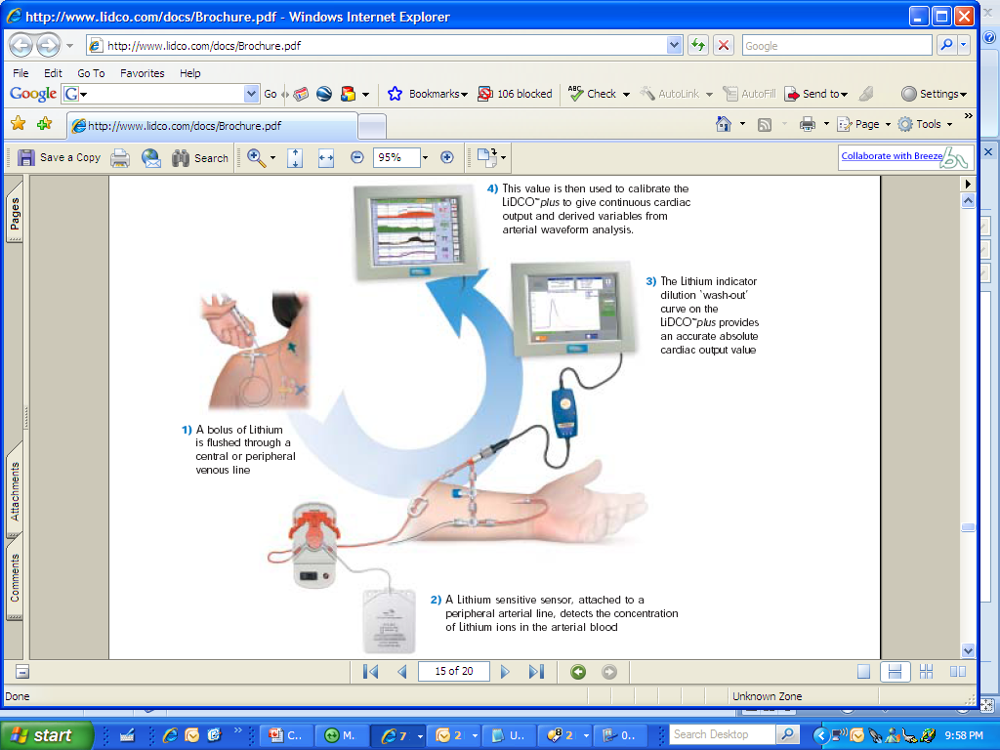 http://www.lidco.com/docs/Brochure.pdf - Windows Internet Explorer
http://www.lidco.com/docs/Brochure.pdf
Google
File Edit Go To Favorites Help
Google G Go Bookmarks 106 blocked ABC Check AutoLink AutoFill Send to Settings
http://www.lidco.com/docs/Brochure.pdf Page Tools »
Save a Copy Search 95% Collaborate with Breeze
Pages
Attachments
Comments
4) This value is then used to calibrate the
LiDCO™plus to give continuous cardiac
output and derived variables from
arterial waveform analysis.
3) The Lithium indicator
dilution 'wash-out'
curve on the
LiDCO™plus provides
an accurate absolute
cardiac output value
1) A bolus of Lithium
is flushed through a
central or peripheral
venous line
2) A Lithium sensitive sensor, attached to a
peripheral arterial line, detects the concentration
of Lithium ions in the arterial blood
15 of 20
Done Unknown Zone
start » C... M... 7 2 U... 2 0... Search Desktop 9:58 PM